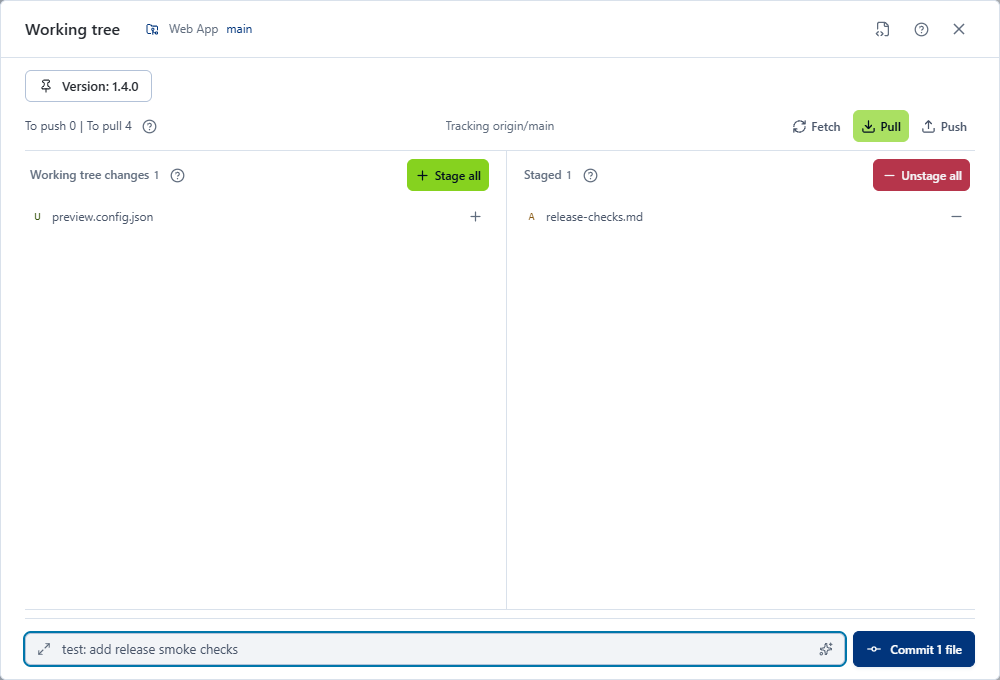 Working tree Web App main
Version: 1.4.0
To push 0 | To pull 4 Tracking origin/main Fetch Pull Push
Working tree changes 1 Stage all
U preview.config.json
Staged 1 Unstage all
A release-checks.md
test: add release smoke checks Commit 1 file